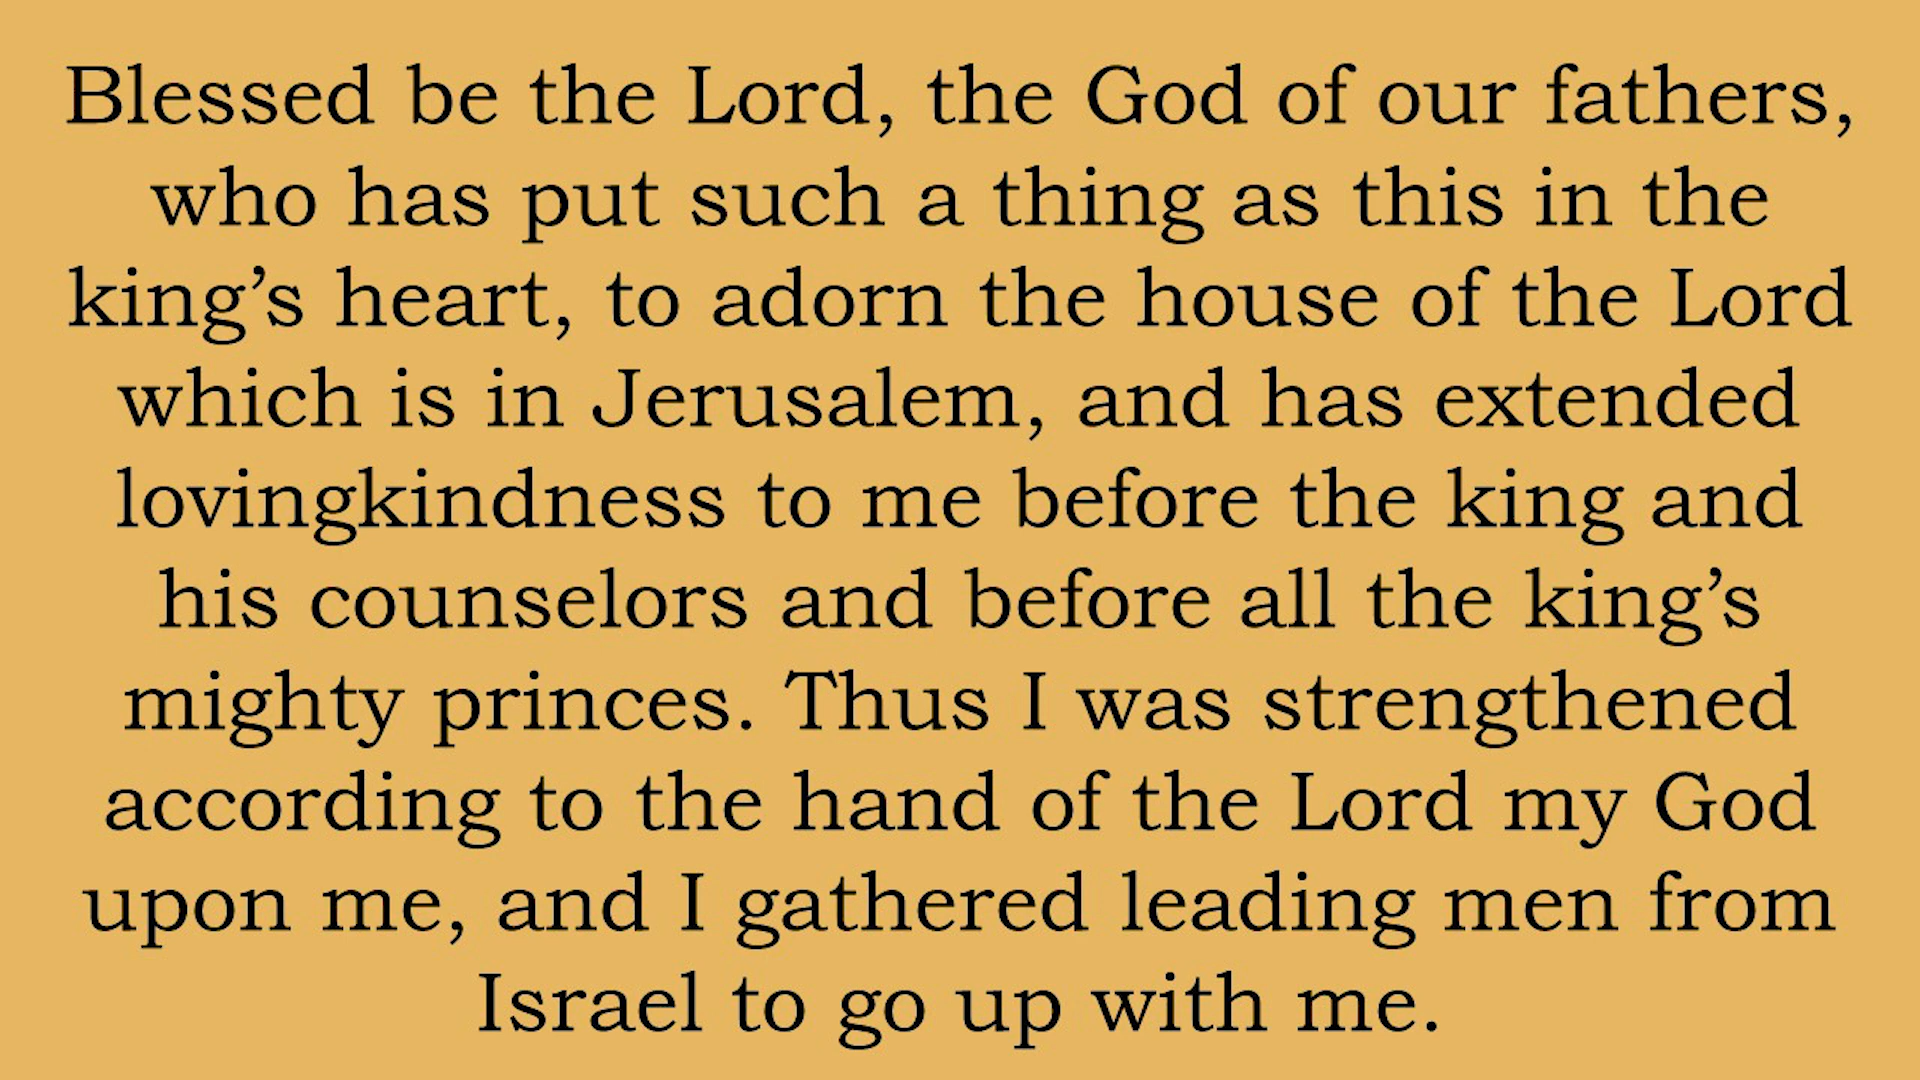 Blessed be the Lord, the God of our fathers,
who has put such a thing as this in the
king’s heart, to adorn the house of the Lord
which is in Jerusalem, and has extended
lovingkindness to me before the king and
his counselors and before all the king’s
mighty princes. Thus I was strengthened
according to the hand of the Lord my God
upon me, and I gathered leading men from
Israel to go up with me.